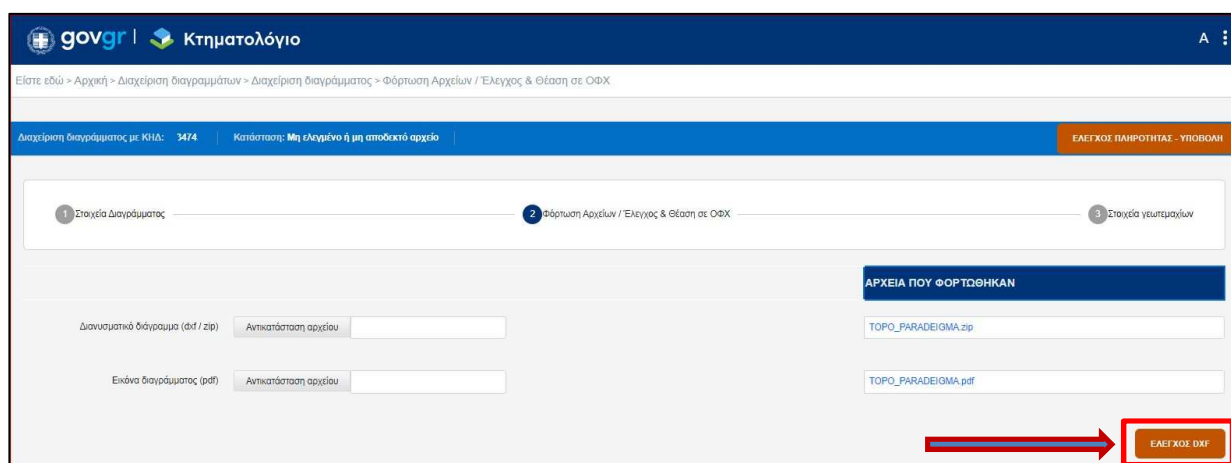 govgr Κτηματολόγιο A
Είστε εδώ > Αρχική > Διαχείριση διαγραμμάτων > Διαχείριση διαγράμματος > Φόρτωση Αρχείων / Έλεγχος & Θέαση σε ΟΦΧ
Διαχείριση διαγράμματος με ΚΗΔ: 3474 Κατάσταση: Μη ελεγμένο ή μη αποδεκτό αρχείο ΕΛΕΓΧΟΣ ΠΛΗΡΟΤΗΤΑΣ - ΥΠΟΒΟΛΗ
1 Στοιχεία Διαγράμματος 2 Φόρτωση Αρχείων / Έλεγχος & Θέαση σε ΟΦΧ 3 Στοιχεία γεωτεμαχίων
ΑΡΧΕΙΑ ΠΟΥ ΦΟΡΤΩΘΗΚΑΝ
Διανυσματικό διάγραμμα (dxf / zip) Αντικατάσταση αρχείου TOPO_PARADEIGMA.zip
Εικόνα διαγράμματος (pdf) Αντικατάσταση αρχείου TOPO_PARADEIGMA.pdf
ΕΛΕΓΧΟΣ DXF